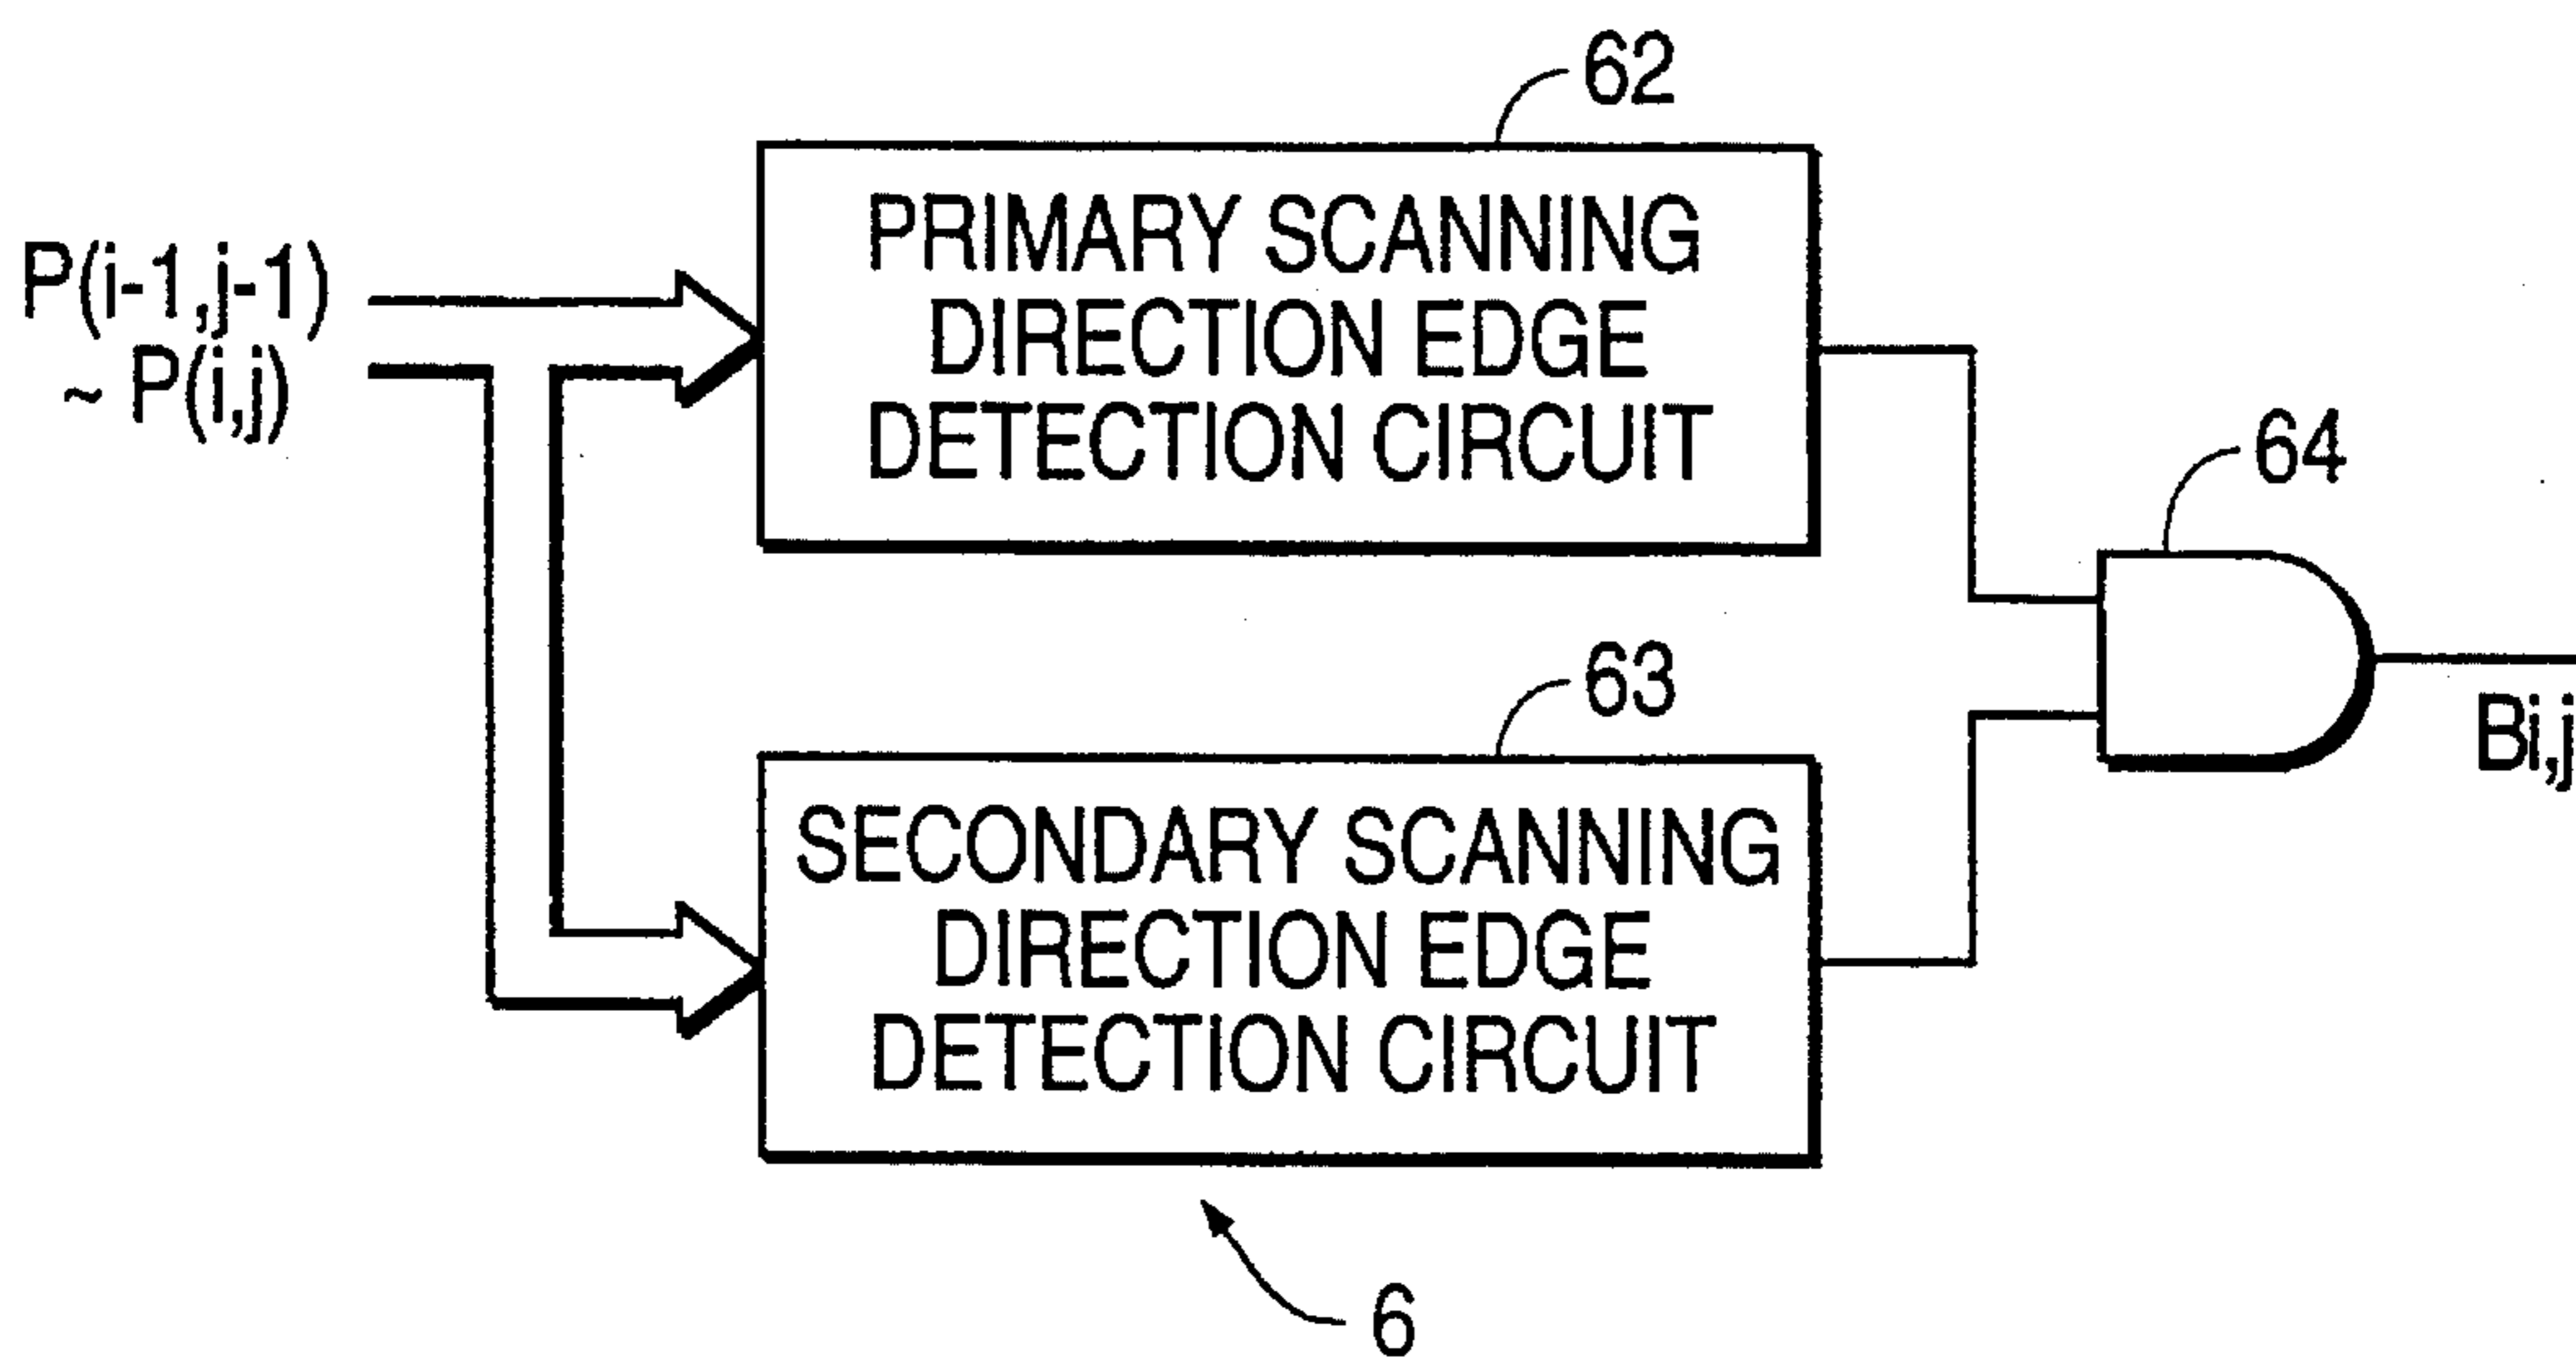 62
P(i-1,j-1)
~ P(i,j)
PRIMARY SCANNING
DIRECTION EDGE
DETECTION CIRCUIT
64
63
Bi,j
SECONDARY SCANNING
DIRECTION EDGE
DETECTION CIRCUIT
6